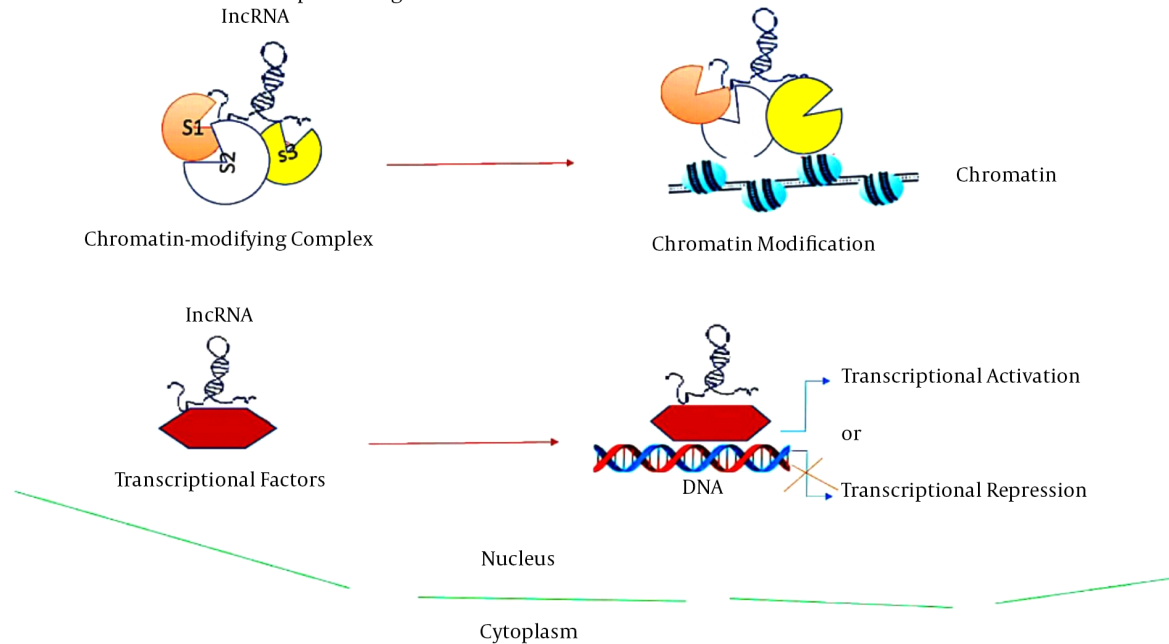 lncRNA
S1
S2
s3
Chromatin
Chromatin-modifying Complex
Chromatin Modification
lncRNA
Transcriptional Activation
or
Transcriptional Factors
DNA
Transcriptional Repression
Nucleus
Cytoplasm